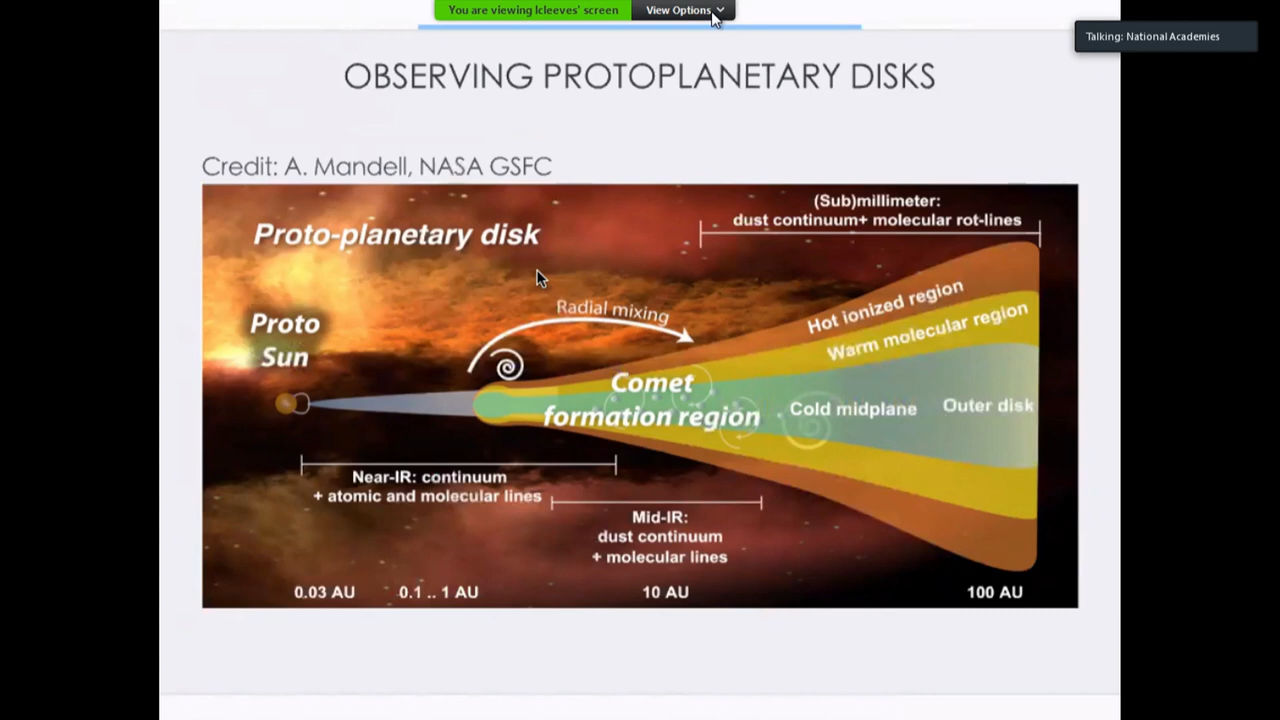 You are viewing lcleeves' screen
View Options
Talking: National Academies
OBSERVING PROTOPLANETARY DISKS
Credit: A. Mandell, NASA GSFC
(Sub)millimeter:
dust continuum+ molecular rot-lines
Proto-planetary disk
Radial mixing
Hot ionized region
Proto
Sun
Warm molecular region
Comet
formation region
Cold midplane
Outer disk
Near-IR: continuum
+ atomic and molecular lines
Mid-IR:
dust continuum
+ molecular lines
0.03 AU
0.1 .. 1 AU
10 AU
100 AU